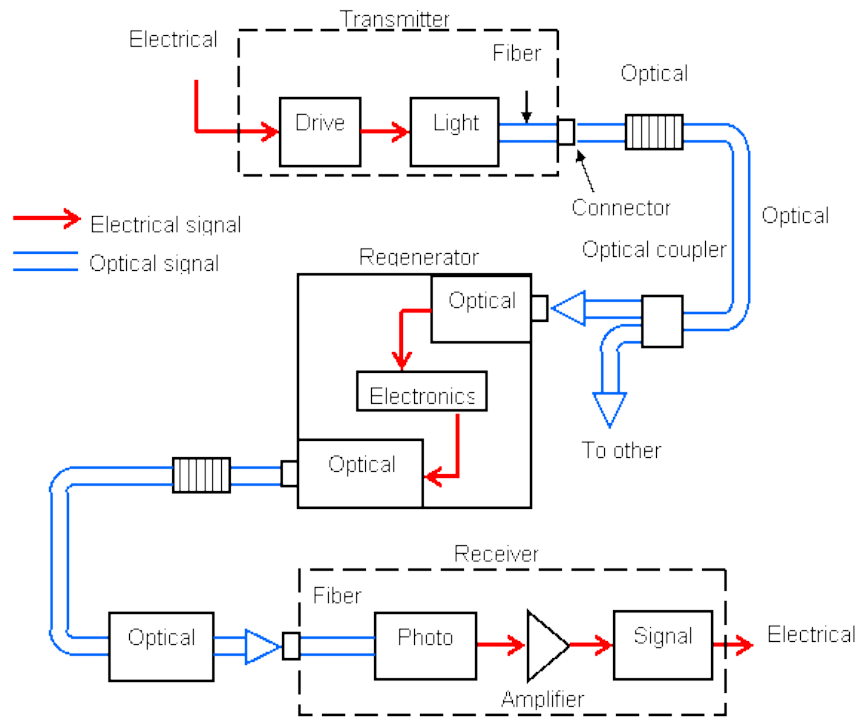 Transmitter
Electrical
Fiber
Optical
Drive
Light
Connector
Optical
Electrical signal
Optical coupler
Optical signal
Regenerator
Optical
Electronics
To other
Optical
Receiver
Fiber
Optical
Photo
Signal
Electrical
Amplifier